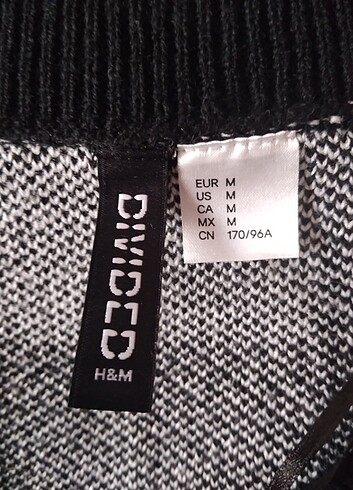 DIVIDED
H&M
EUR M
US M
CA M
MX M
CN 170/96A